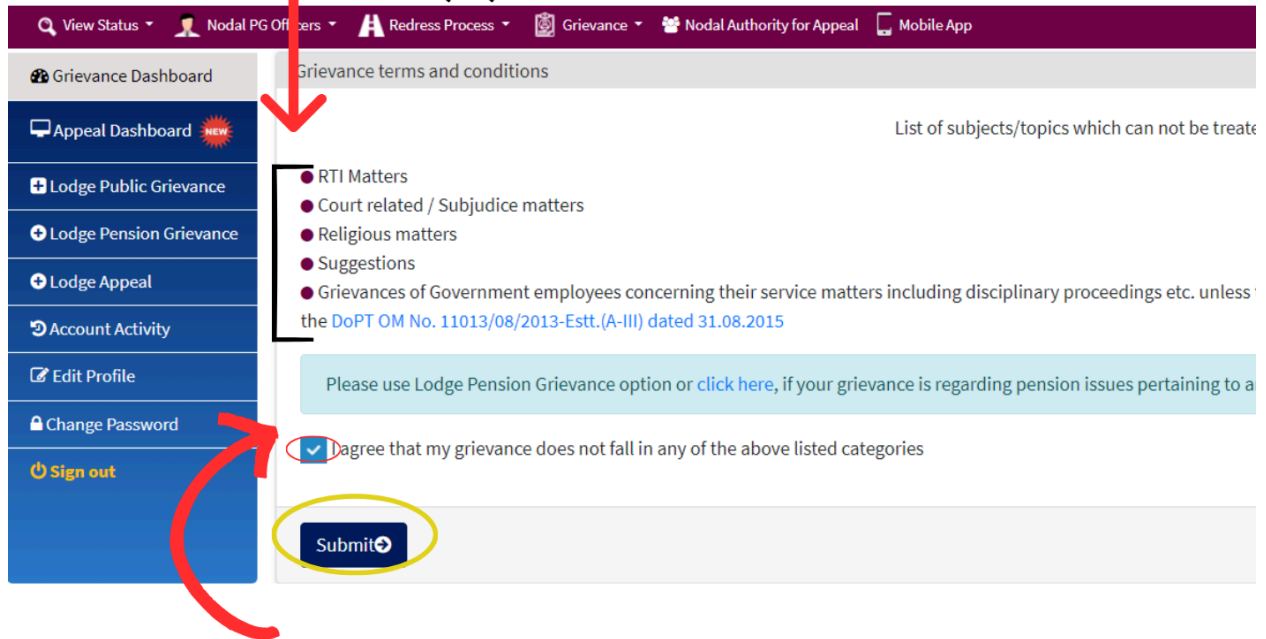 View Status Nodal PG Officers Redress Process Grievance Nodal Authority for Appeal Mobile App
Grievance Dashboard
Appeal Dashboard NEW
Lodge Public Grievance
Lodge Pension Grievance
Lodge Appeal
Account Activity
Edit Profile
Change Password
Sign out
Grievance terms and conditions
List of subjects/topics which can not be treate
RTI Matters
Court related / Subjudice matters
Religious matters
Suggestions
Grievances of Government employees concerning their service matters including disciplinary proceedings etc. unless
the DoPT OM No. 11013/08/2013-Estt.(A-III) dated 31.08.2015
Please use Lodge Pension Grievance option or click here, if your grievance is regarding pension issues pertaining to
I agree that my grievance does not fall in any of the above listed categories
Submit